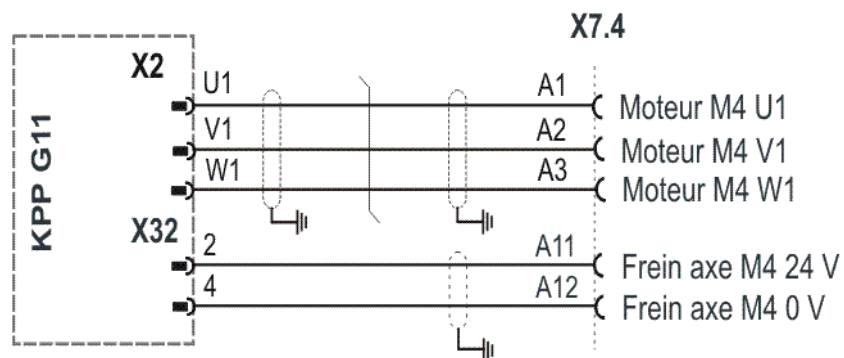 X7.4
KPP G11
X2
U1 A1 Moteur M4 U1
V1 A2 Moteur M4 V1
W1 A3 Moteur M4 W1
X32
2 A11 Frein axe M4 24 V
4 A12 Frein axe M4 0 V